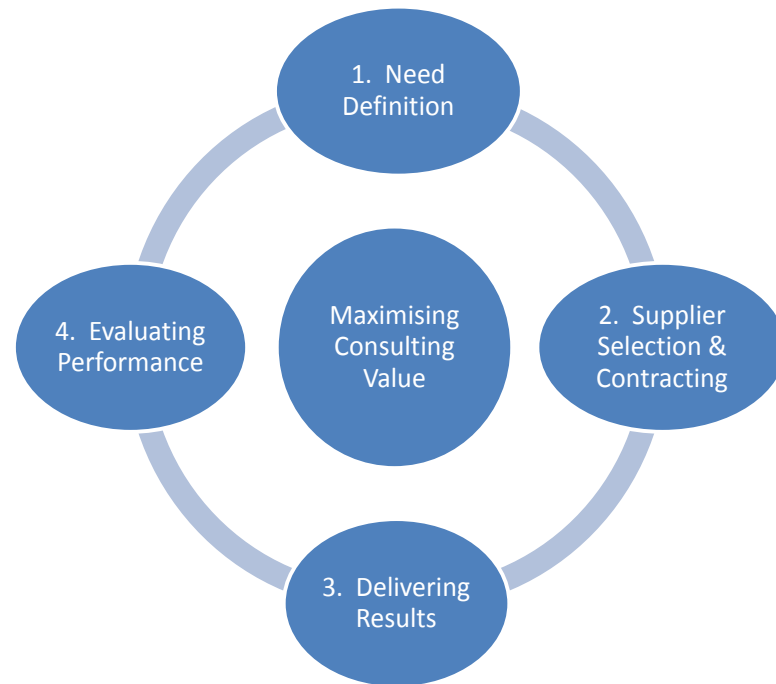 1. Need
Definition
2. Supplier
Selection &
Contracting
3. Delivering
Results
4. Evaluating
Performance
Maximising
Consulting
Value